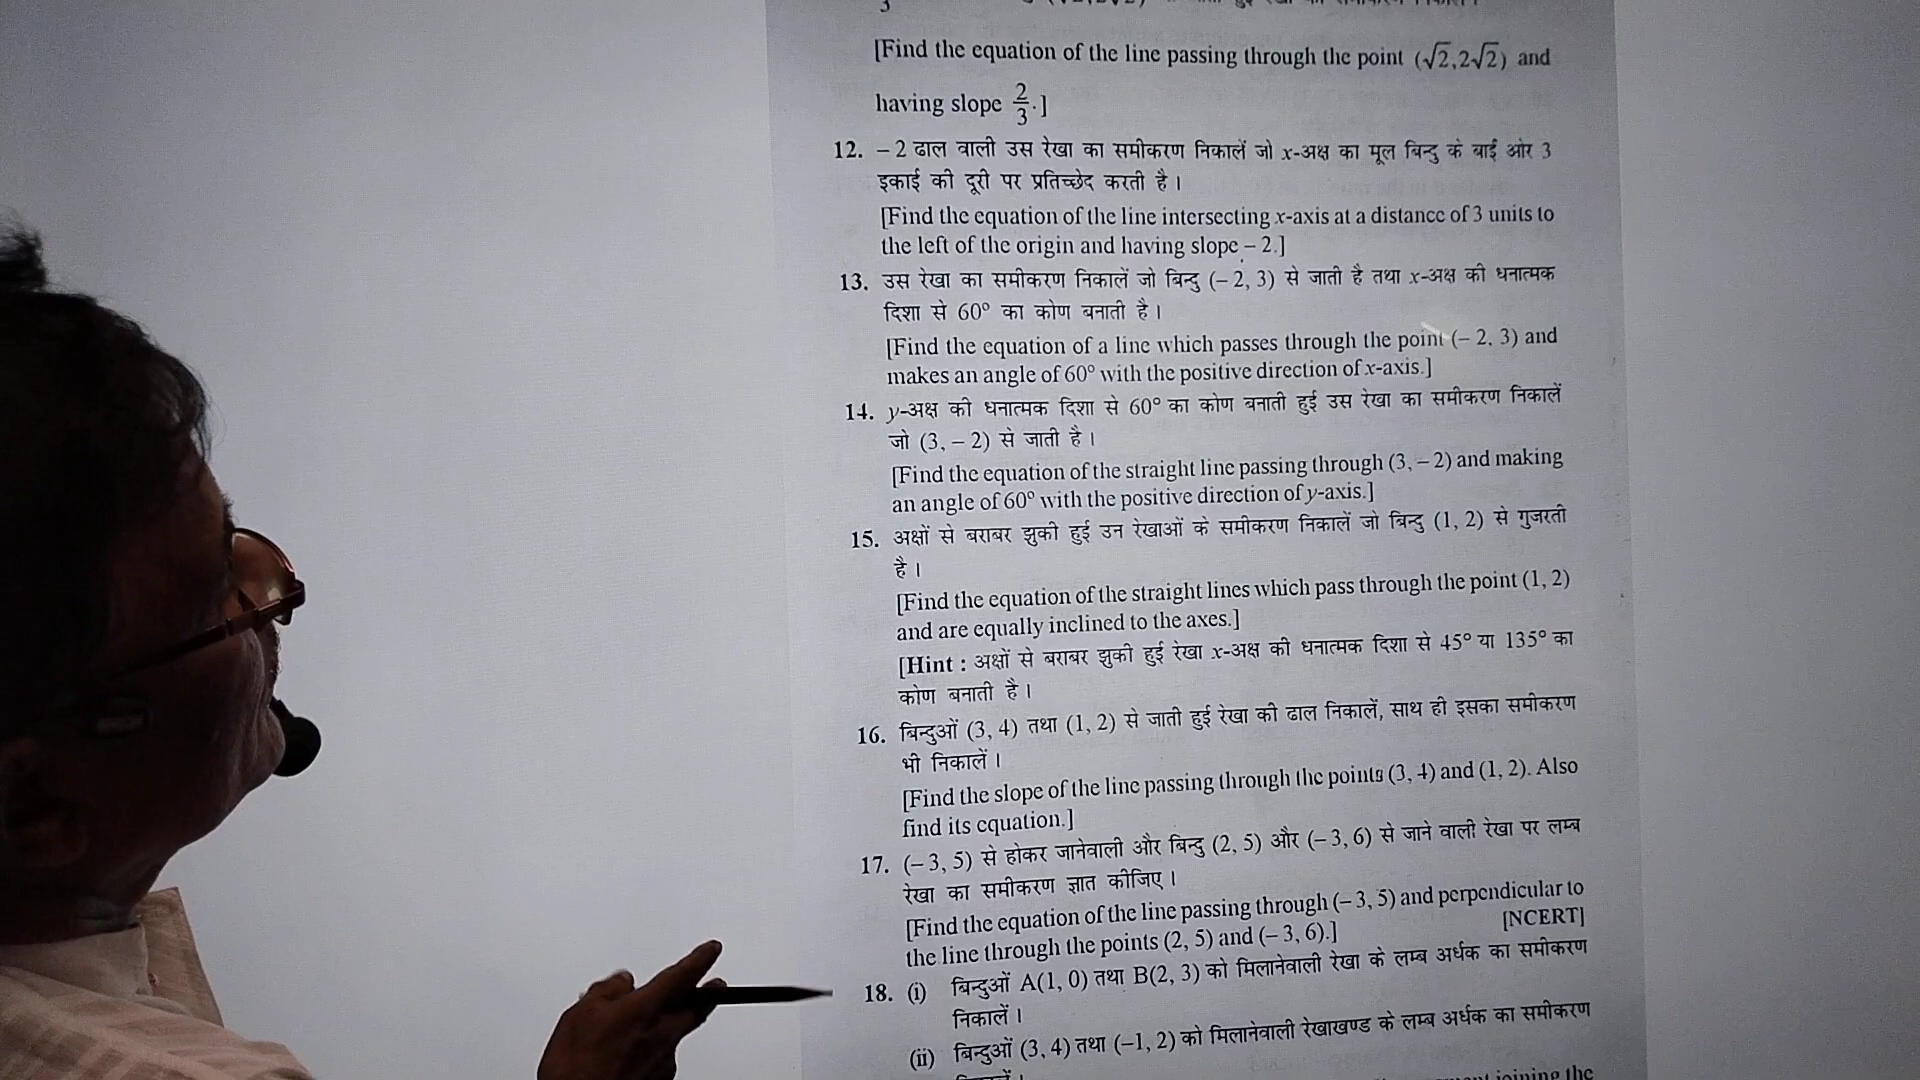 3
[Find the equation of the line passing through the point (√2,2√2) and
having slope 2/3.]
12. – 2 ढाल वाली उस रेखा का समीकरण निकालें जो x-अक्ष का मूल बिन्दु के बाईं ओर 3
इकाई की दूरी पर प्रतिच्छेद करती है।
[Find the equation of the line intersecting x-axis at a distance of 3 units to
the left of the origin and having slope – 2.]
13. उस रेखा का समीकरण निकालें जो बिन्दु (– 2, 3) से जाती है तथा x-अक्ष की धनात्मक
दिशा से 60° का कोण बनाती है।
[Find the equation of a line which passes through the point (– 2, 3) and
makes an angle of 60° with the positive direction of x-axis.]
14. y-अक्ष की धनात्मक दिशा से 60° का कोण बनाती हुई उस रेखा का समीकरण निकालें
जो (3, – 2) से जाती है।
[Find the equation of the straight line passing through (3, – 2) and making
an angle of 60° with the positive direction of y-axis.]
15. अक्षों से बराबर झुकी हुई उन रेखाओं के समीकरण निकालें जो बिन्दु (1, 2) से गुजरती
है।
[Find the equation of the straight lines which pass through the point (1, 2)
and are equally inclined to the axes.]
[Hint : अक्षों से बराबर झुकी हुई रेखा x-अक्ष की धनात्मक दिशा से 45° या 135° का
कोण बनाती है।
16. बिन्दुओं (3, 4) तथा (1, 2) से जाती हुई रेखा की ढाल निकालें, साथ ही इसका समीकरण
भी निकालें।
[Find the slope of the line passing through the points (3, 4) and (1, 2). Also
find its equation.]
17. (– 3, 5) से होकर जानेवाली और बिन्दु (2, 5) और (– 3, 6) से जाने वाली रेखा पर लम्ब
रेखा का समीकरण ज्ञात कीजिए।
[Find the equation of the line passing through (– 3, 5) and perpendicular to
the line through the points (2, 5) and (– 3, 6).] [NCERT]
18. (i) बिन्दुओं A(1, 0) तथा B(2, 3) को मिलानेवाली रेखा के लम्ब अर्धक का समीकरण
निकालें।
(ii) बिन्दुओं (3, 4) तथा (–1, 2) को मिलानेवाली रेखाखण्ड के लम्ब अर्धक का समीकरण
joining the